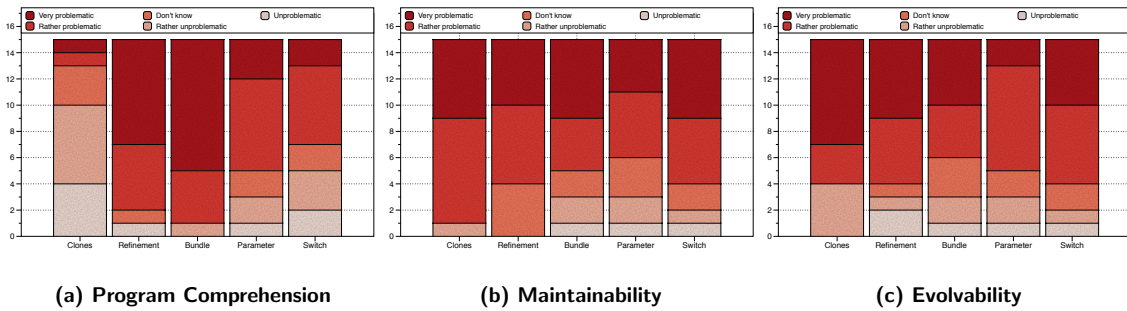 Very problematic Don't know Unproblematic
Rather problematic Rather unproblematic
16
14
12
10
8
6
4
2
0
Clones Refinement Bundle Parameter Switch
(a) Program Comprehension
Very problematic Don't know Unproblematic
Rather problematic Rather unproblematic
16
14
12
10
8
6
4
2
0
Clones Refinement Bundle Parameter Switch
(b) Maintainability
Very problematic Don't know Unproblematic
Rather problematic Rather unproblematic
16
14
12
10
8
6
4
2
0
Clones Refinement Bundle Parameter Switch
(c) Evolvability